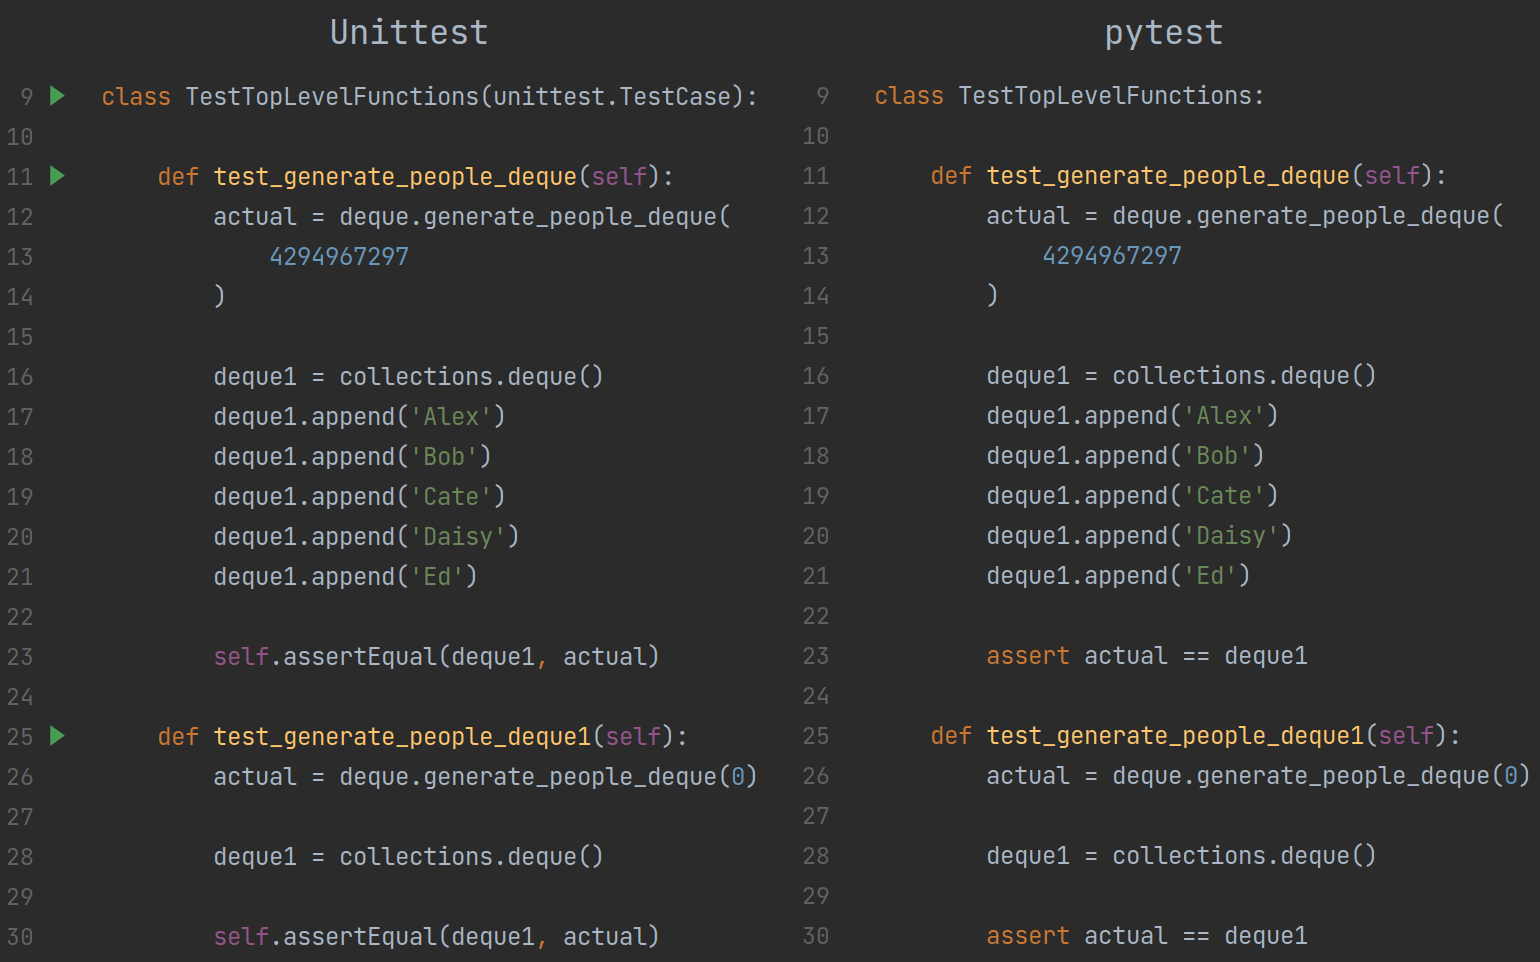 Unittest
9 class TestTopLevelFunctions(unittest.TestCase):
10
11 def test_generate_people_deque(self):
12 actual = deque.generate_people_deque(
13 4294967297
14 )
15
16 deque1 = collections.deque()
17 deque1.append('Alex')
18 deque1.append('Bob')
19 deque1.append('Cate')
20 deque1.append('Daisy')
21 deque1.append('Ed')
22
23 self.assertEqual(deque1, actual)
24
25 def test_generate_people_deque1(self):
26 actual = deque.generate_people_deque(0)
27
28 deque1 = collections.deque()
29
30 self.assertEqual(deque1, actual)
pytest
9 class TestTopLevelFunctions:
10
11 def test_generate_people_deque(self):
12 actual = deque.generate_people_deque(
13 4294967297
14 )
15
16 deque1 = collections.deque()
17 deque1.append('Alex')
18 deque1.append('Bob')
19 deque1.append('Cate')
20 deque1.append('Daisy')
21 deque1.append('Ed')
22
23 assert actual == deque1
24
25 def test_generate_people_deque1(self):
26 actual = deque.generate_people_deque(0)
27
28 deque1 = collections.deque()
29
30 assert actual == deque1